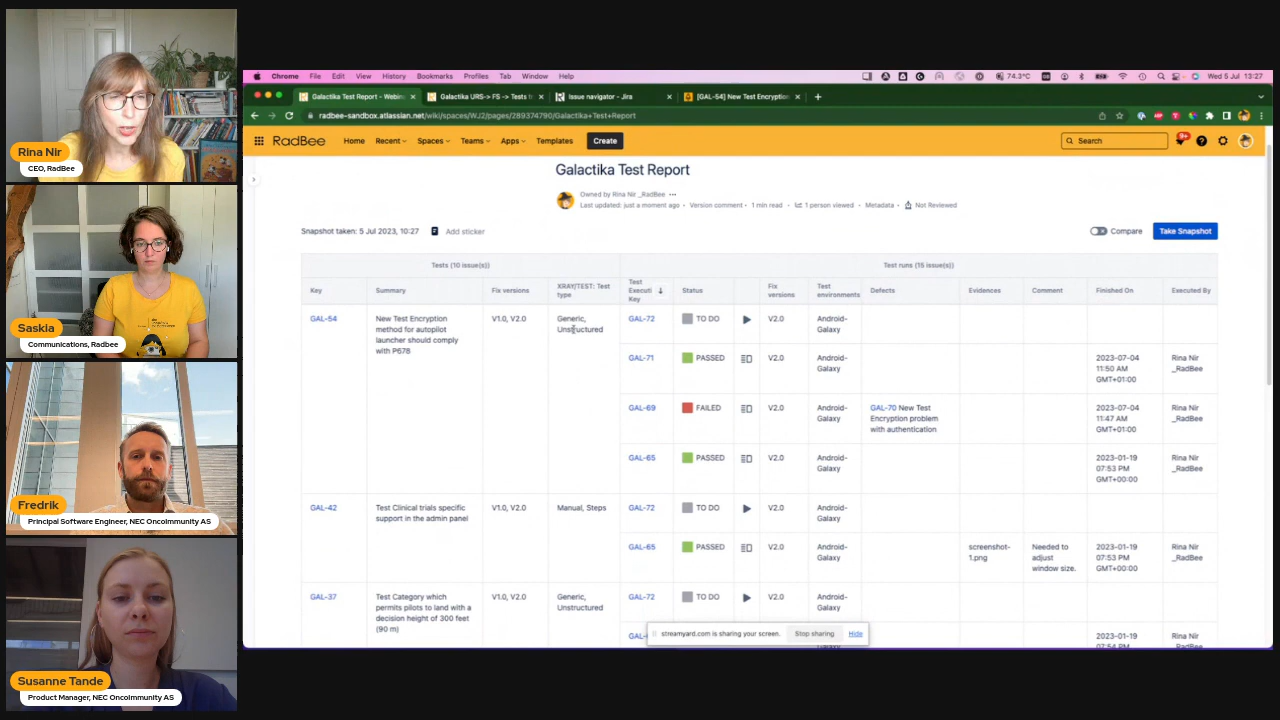 Rina Nir
CEO, RadBee
Saskia
Communications, Radbee
Fredrik
Principal Software Engineer, NEC OncoImmunity AS
Susanne Tande
Product Manager, NEC OncoImmunity AS
Chrome File Edit View History Bookmarks Profiles Tab Window Help
74.3°C
Wed 5 Jul 13:27
Galactika Test Report - Webin
Galactika URS-> FS -> Tests tr
Issue navigator - Jira
[GAL-54] New Test Encryption
radbee-sandbox.atlassian.net/wiki/spaces/WJ2/pages/289374790/Galactika+Test+Report
RadBee Home Recent Spaces Teams Apps Templates Create
Search
9+
Galactika Test Report
Owned by Rina Nir _RadBee •••
Last updated: just a moment ago • Version comment • 1 min read • 1 person viewed • Metadata • Not Reviewed
Snapshot taken: 5 Jul 2023, 10:27 Add sticker
Compare Take Snapshot
Tests (10 issue(s)) Test runs (15 issue(s))
Key Summary Fix versions XRAY/TEST: Test type Test Executi Key ↓ Status Fix versions Test environments Defects Evidences Comment Finished On Executed By
GAL-54 New Test Encryption method for autopilot launcher should comply with P678 V1.0, V2.0 Generic, Unstructured GAL-72 TO DO V2.0 Android-Galaxy
GAL-71 PASSED V2.0 Android-Galaxy 2023-07-04 11:50 AM GMT+01:00 Rina Nir _RadBee
GAL-69 FAILED V2.0 Android-Galaxy GAL-70 New Test Encryption problem with authentication 2023-07-04 11:47 AM GMT+01:00 Rina Nir _RadBee
GAL-65 PASSED V2.0 Android-Galaxy 2023-01-19 07:53 PM GMT+00:00 Rina Nir _RadBee
GAL-42 Test Clinical trials specific support in the admin panel V1.0, V2.0 Manual, Steps GAL-72 TO DO V2.0 Android-Galaxy
GAL-65 PASSED V2.0 Android-Galaxy screenshot-1.png Needed to adjust window size. 2023-01-19 07:53 PM GMT+00:00 Rina Nir _RadBee
GAL-37 Test Category which permits pilots to land with a decision height of 300 feet (90 m) V1.0, V2.0 Generic, Unstructured GAL-72 TO DO V2.0 Android-Galaxy
2023-01-19 07:54 PM Rina Nir _RadBee
streamyard.com is sharing your screen. Stop sharing Hide